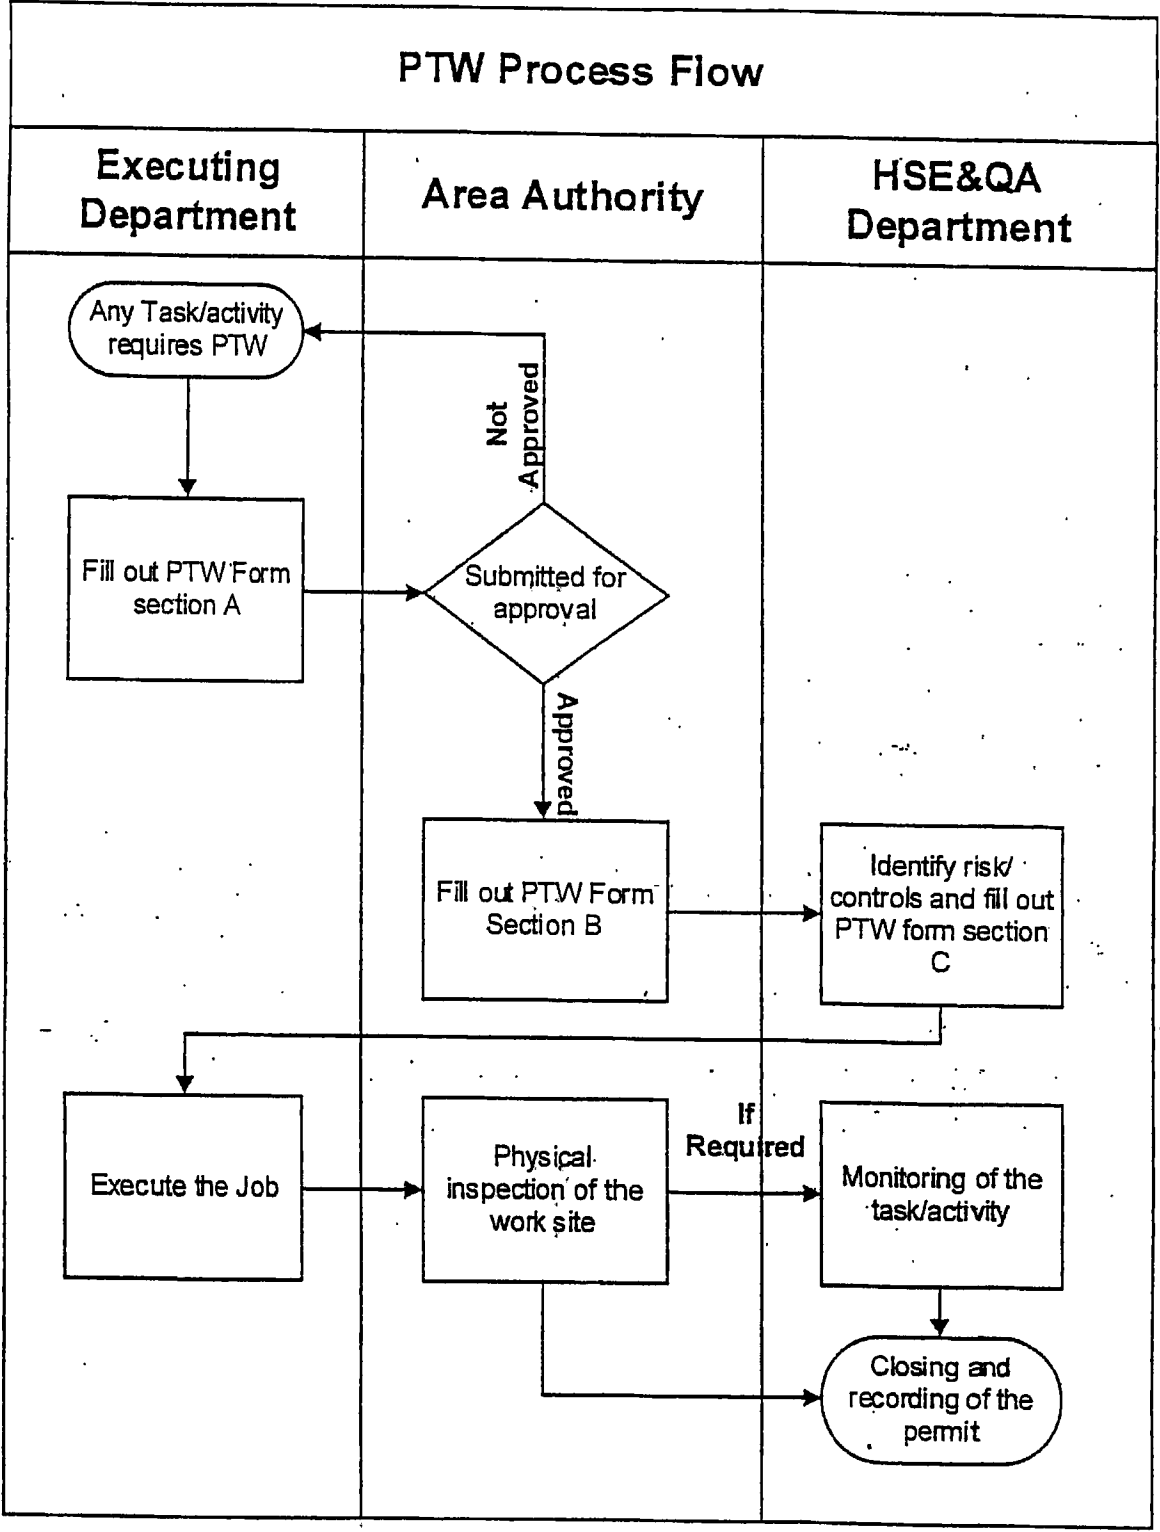 PTW Process Flow
Executing
Department
Area Authority
HSE&QA
Department
Any Task/activity
requires PTW
Not
Approved
Fill out PTW Form
section A
Submitted for
approval
Approved
Fill out PTW Form
Section B
Identify risk/
controls and fill out
PTW form section
C
Execute the Job
Physical
inspection of the
work site
If
Required
Monitoring of the
task/activity
Closing and
recording of the
permit